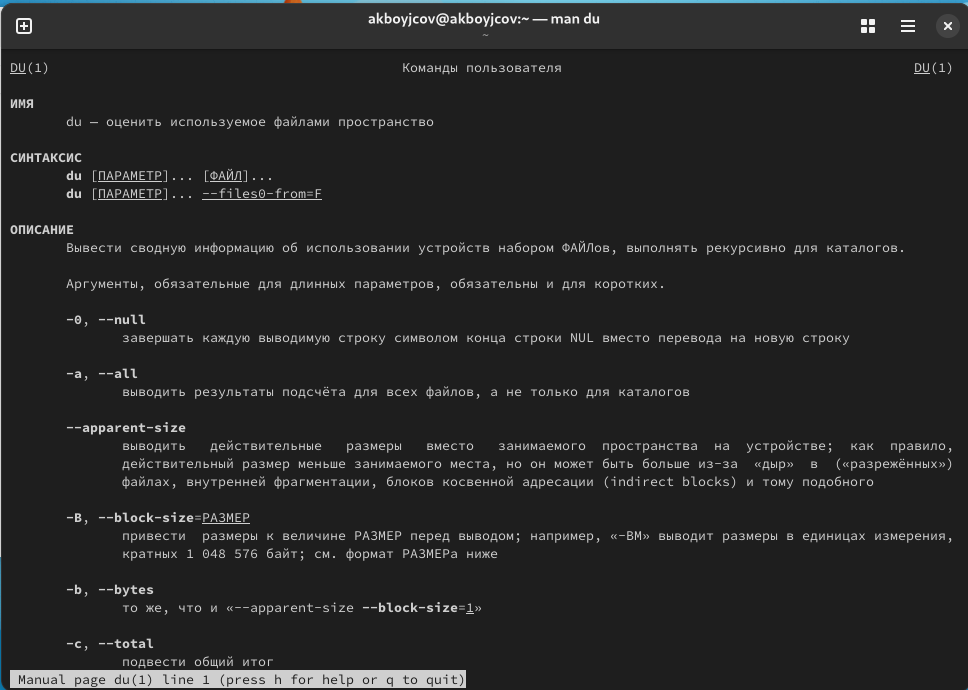 akboyjcov@akboyjcov:~ — man du
~
DU(1) Команды пользователя DU(1)
ИМЯ
du — оценить используемое файлами пространство
СИНТАКСИС
du [ПАРАМЕТР]... [ФАЙЛ]...
du [ПАРАМЕТР]... --files0-from=F
ОПИСАНИЕ
Вывести сводную информацию об использовании устройств набором ФАЙЛов, выполнять рекурсивно для каталогов.
Аргументы, обязательные для длинных параметров, обязательны и для коротких.
-0, --null
завершать каждую выводимую строку символом конца строки NUL вместо перевода на новую строку
-a, --all
выводить результаты подсчёта для всех файлов, а не только для каталогов
--apparent-size
выводить действительные размеры вместо занимаемого пространства на устройстве; как правило,
действительный размер меньше занимаемого места, но он может быть больше из-за «дыр» в («разрежённых»)
файлах, внутренней фрагментации, блоков косвенной адресации (indirect blocks) и тому подобного
-B, --block-size=РАЗМЕР
привести размеры к величине РАЗМЕР перед выводом; например, «-BM» выводит размеры в единицах измерения,
кратных 1 048 576 байт; см. формат РАЗМЕРа ниже
-b, --bytes
то же, что и «--apparent-size --block-size=1»
-c, --total
подвести общий итог
Manual page du(1) line 1 (press h for help or q to quit)